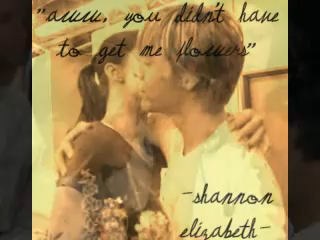 "awww, you didn't have
to get me flowers"
-shannon
elizabeth-